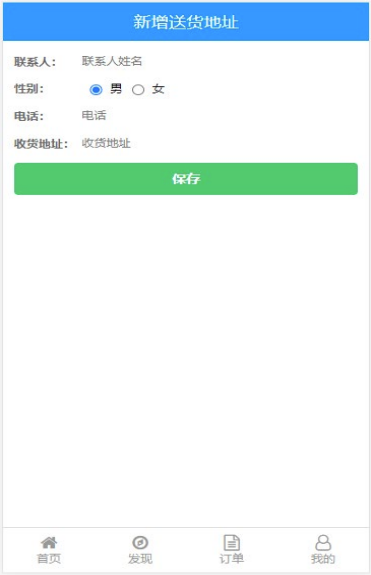 新增送货地址
联系人： 联系人姓名
性别： 男 女
电话： 电话
收货地址： 收货地址
保存
首页 发现 订单 我的